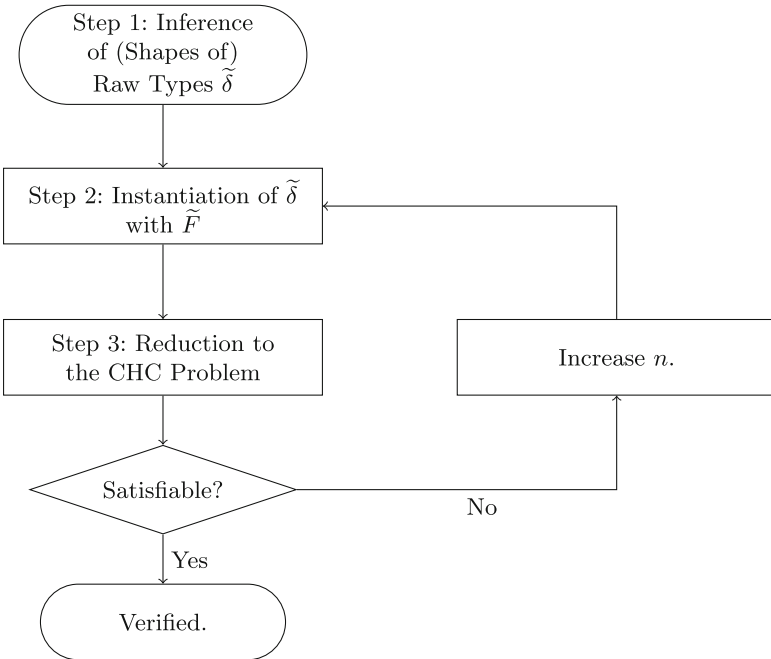 Step 1: Inference
of (Shapes of)
Raw Types δ̃
Step 2: Instantiation of δ̃
with F̃
Step 3: Reduction to
the CHC Problem
Increase n.
Satisfiable?
No
Yes
Verified.